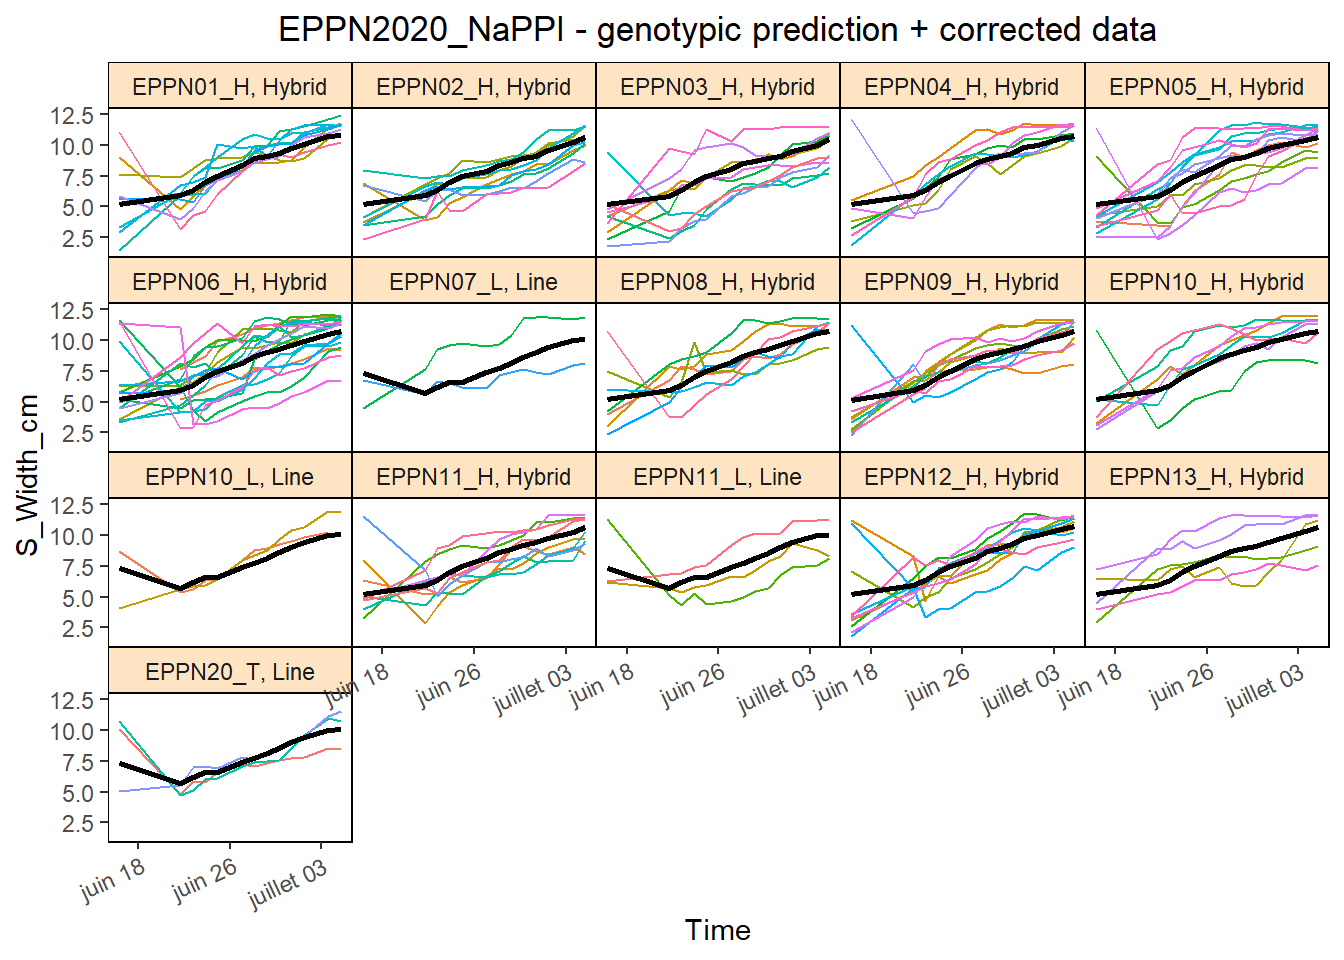 EPPN2020_NaPPI - genotypic prediction + corrected data
EPPN01_H, Hybrid
EPPN02_H, Hybrid
EPPN03_H, Hybrid
EPPN04_H, Hybrid
EPPN05_H, Hybrid
12.5
10.0
7.5
5.0
2.5
EPPN06_H, Hybrid
EPPN07_L, Line
EPPN08_H, Hybrid
EPPN09_H, Hybrid
EPPN10_H, Hybrid
12.5
10.0
7.5
5.0
2.5
S_Width_cm
EPPN10_L, Line
EPPN11_H, Hybrid
EPPN11_L, Line
EPPN12_H, Hybrid
EPPN13_H, Hybrid
12.5
10.0
7.5
5.0
2.5
juin 18
juin 26
juillet 03
juin 18
juin 26
juillet 03
juin 18
juin 26
juillet 03
juin 18
juin 26
juillet 03
EPPN20_T, Line
12.5
10.0
7.5
5.0
2.5
juin 18
juin 26
juillet 03
Time